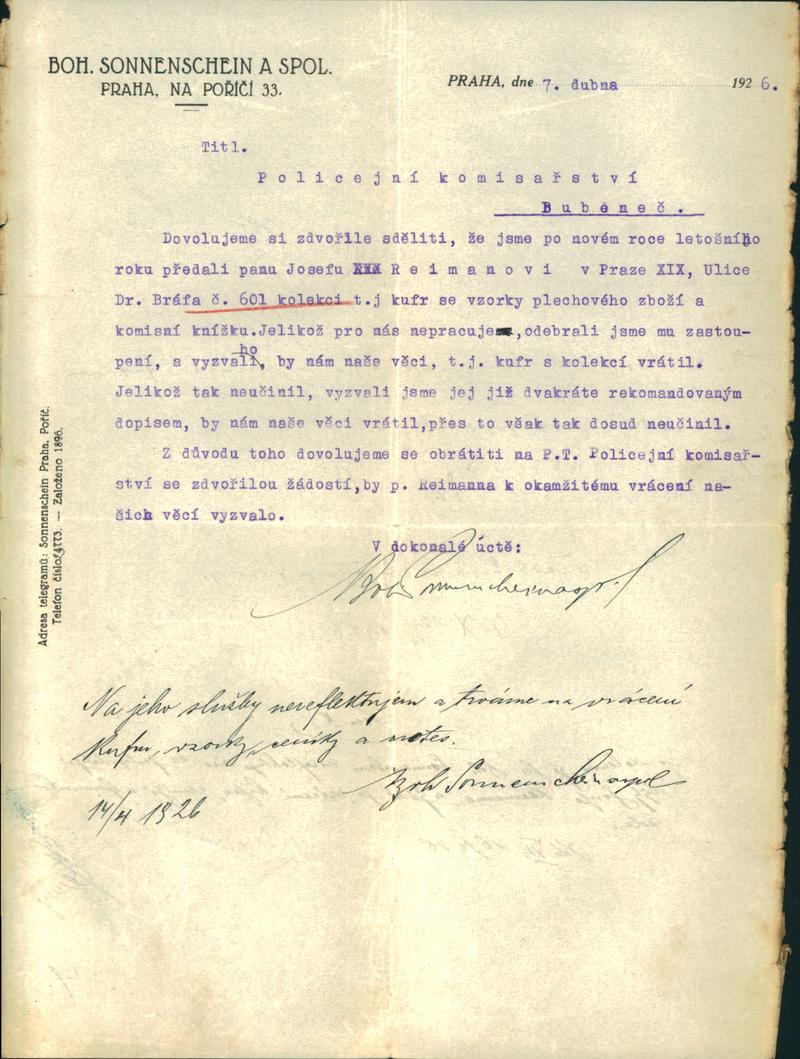 BOH. SONNENSCHEIN A SPOL.
PRAHA, NA POŘÍČÍ 33.
PRAHA, dne 7. dubna 1926.
Titl.
Policejní komisařství
Bubeneč.
Dovolujeme si zdvořile sděliti, že jsme po novém roce letošního
roku předali panu Josefu XXX Reimanovi v Praze XIX, Ulice
Dr. Bráfa č. 601 kolekci t.j kufr se vzorky plechového zboží a
komisní knížku.Jelikož pro nás nepracuje,odebrali jsme mu zastou-
pení, a vyzvali ho, by nám naše věci, t.j. kufr s kolekcí vrátil.
Jelikož tak neučinil, vyzvali jsme jej již dvakráte rekomandovaným
dopisem, by nám naše věci vrátil,přes to však tak dosud neučinil.
Z důvodu toho dovolujeme se obrátiti na P.T. Policejní komisař-
ství se zdvořilou žádostí,by p. Reimanna k okamžitému vrácení na-
šich věcí vyzvalo.
V dokonalé úctě:
Boh Sonnenschein a spol.
Na jeho služby nereflektujem a trváme na vrácení
kufru, vzorky, ceníky a notes.
Boh Sonnenschein a spol
14/4 1926
Adresa telegramů: Sonnenschein Praha, Poříč.
Telefon číslo 4773. — Založeno 1896.